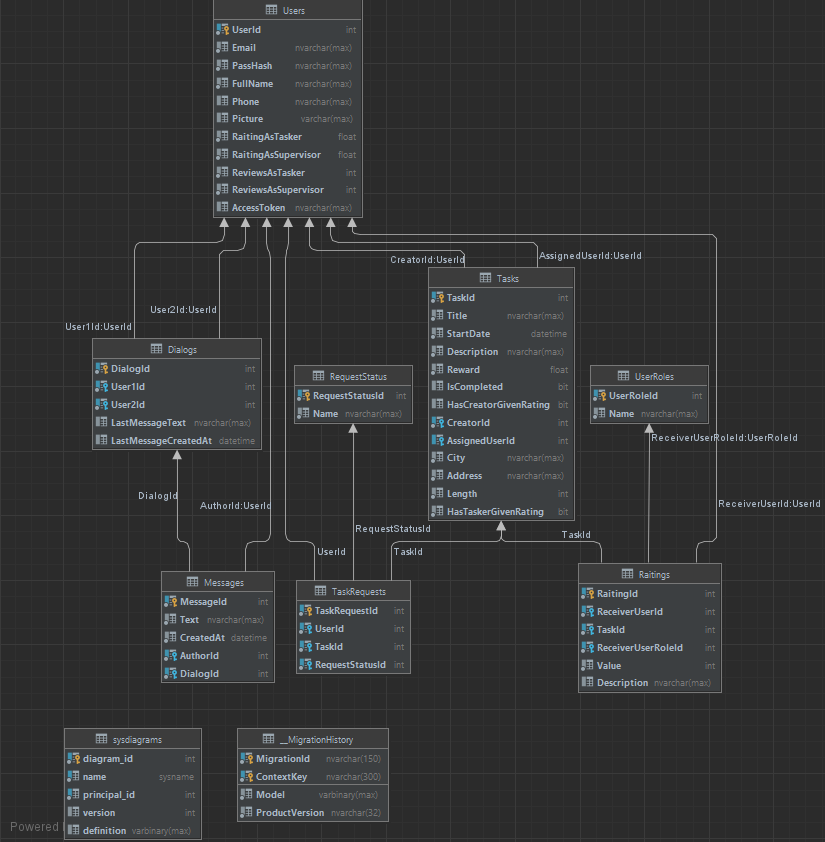 Users
UserId int
Email nvarchar(max)
PassHash nvarchar(max)
FullName nvarchar(max)
Phone nvarchar(max)
Picture varchar(max)
RaitingAsTasker float
RaitingAsSupervisor float
ReviewsAsTasker int
ReviewsAsSupervisor int
AccessToken nvarchar(max)
CreatorId:UserId
AssignedUserId:UserId
User2Id:UserId
User1Id:UserId
Tasks
TaskId int
Title nvarchar(max)
StartDate datetime
Description nvarchar(max)
Reward float
IsCompleted bit
HasCreatorGivenRating bit
CreatorId int
AssignedUserId int
City nvarchar(max)
Address nvarchar(max)
Length int
HasTaskerGivenRating bit
Dialogs
DialogId int
User1Id int
User2Id int
LastMessageText nvarchar(max)
LastMessageCreatedAt datetime
RequestStatus
RequestStatusId int
Name nvarchar(max)
UserRoles
UserRoleId int
Name nvarchar(max)
ReceiverUserRoleId:UserRoleId
DialogId
AuthorId:UserId
ReceiverUserId:UserId
RequestStatusId
UserId
TaskId
TaskId
Messages
MessageId int
Text nvarchar(max)
CreatedAt datetime
AuthorId int
DialogId int
TaskRequests
TaskRequestId int
UserId int
TaskId int
RequestStatusId int
Raitings
RaitingId int
ReceiverUserId int
TaskId int
ReceiverUserRoleId int
Value int
Description nvarchar(max)
sysdiagrams
diagram_id int
name sysname
principal_id int
version int
definition varbinary(max)
__MigrationHistory
MigrationId nvarchar(150)
ContextKey nvarchar(300)
Model varbinary(max)
ProductVersion nvarchar(32)
Powered